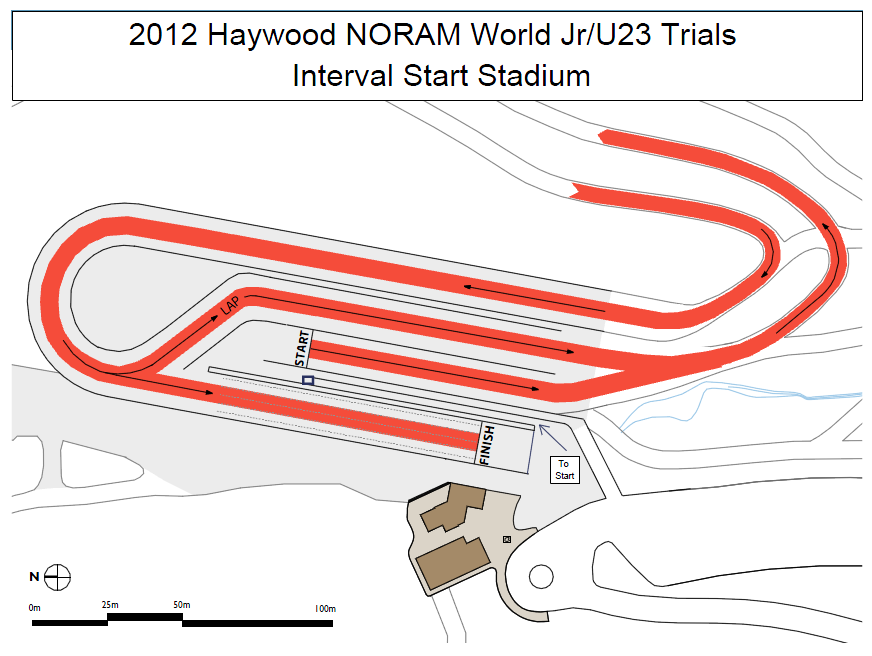 2012 Haywood NORAM World Jr/U23 Trials
Interval Start Stadium
LAP
START
FINISH
To
Start
N
0m
25m
50m
100m